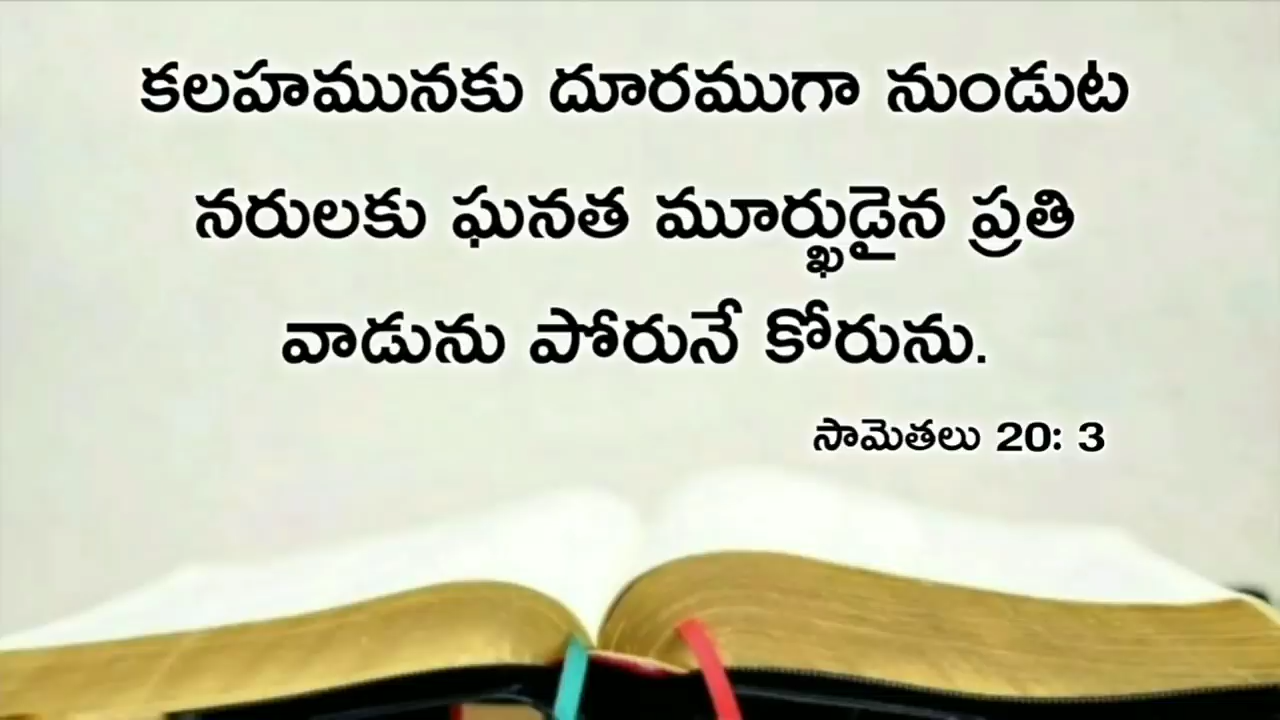 కలహమునకు దూరముగా నుండుట
నరులకు ఘనత మూర్ఖుడైన ప్రతి
వాడును పోరునే కోరును.
సామెతలు 20: 3